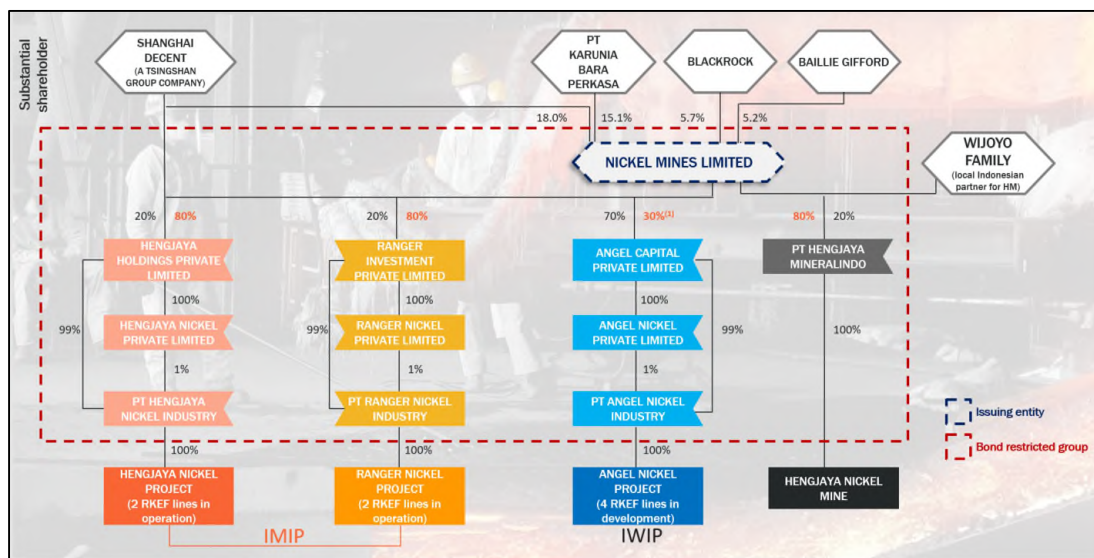 Substantial
shareholder
SHANGHAI
DECENT
(A TSINGSHAN
GROUP COMPANY)
PT
KARUNIA
BARA
PERKASA
BLACKROCK
BAILLIE GIFFORD
18.0% 15.1% 5.7% 5.2%
NICKEL MINES LIMITED
WIJOYO
FAMILY
(local Indonesian
partner for HM)
20% 80% 20% 80% 70% 30%[1] 80% 20%
HENGJAYA
HOLDINGS PRIVATE
LIMITED
RANGER
INVESTMENT
PRIVATE LIMITED
ANGEL CAPITAL
PRIVATE LIMITED
PT HENGJAYA
MINERALINDO
100% 100% 100%
99% 99% 99% 100%
HENGJAYA NICKEL
PRIVATE LIMITED
RANGER NICKEL
PRIVATE LIMITED
ANGEL NICKEL
PRIVATE LIMITED
1% 1% 1%
PT HENGJAYA
NICKEL INDUSTRY
PT RANGER NICKEL
INDUSTRY
PT ANGEL NICKEL
INDUSTRY
Issuing entity
Bond restricted group
100% 100% 100%
HENGJAYA NICKEL
PROJECT
(2 RKEF lines in
operation)
RANGER NICKEL
PROJECT
(2 RKEF lines in
operation)
ANGEL NICKEL
PROJECT
(4 RKEF lines in
development)
HENGJAYA NICKEL
MINE
IMIP
IWIP